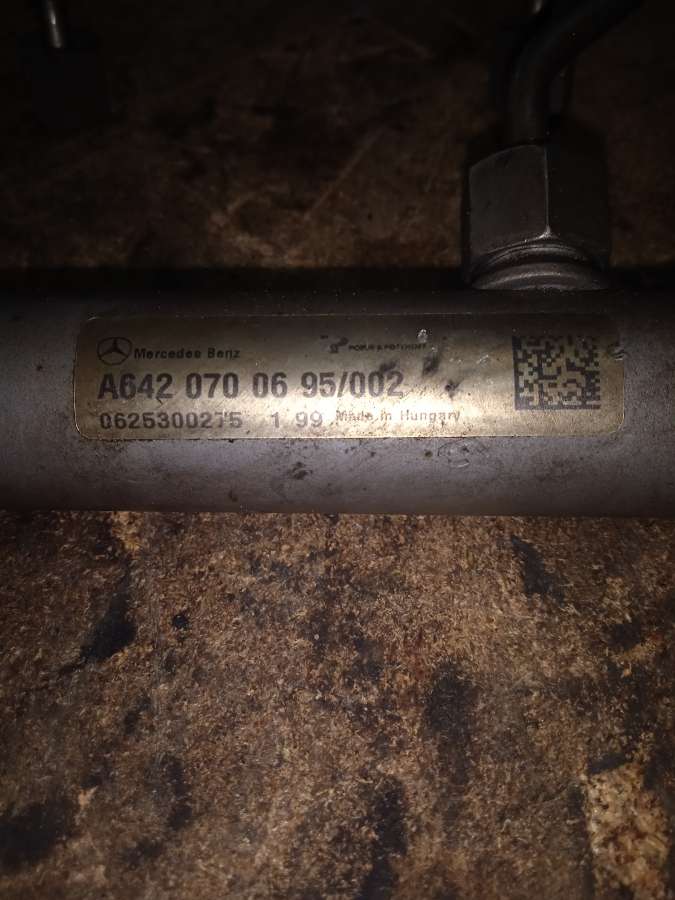 Mercedes Benz
A642 070 06 95/002
0625300275 1 99 Made in Hungary